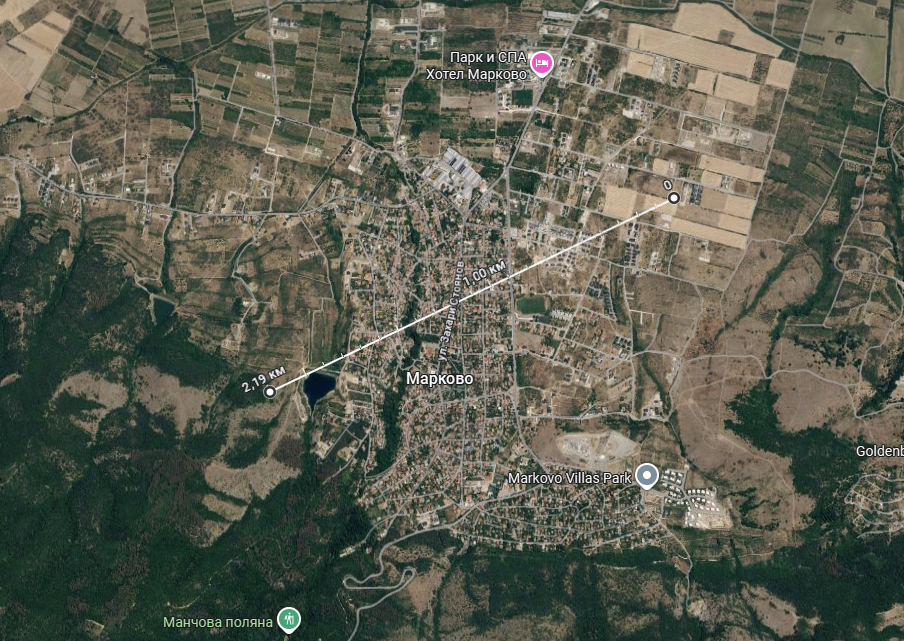 Парк и СПА
Хотел Марково
0
1,00 км
ул. Захари Стоянов
2,19 км
Марково
Markovo Villas Park
Goldenb
Манчова поляна